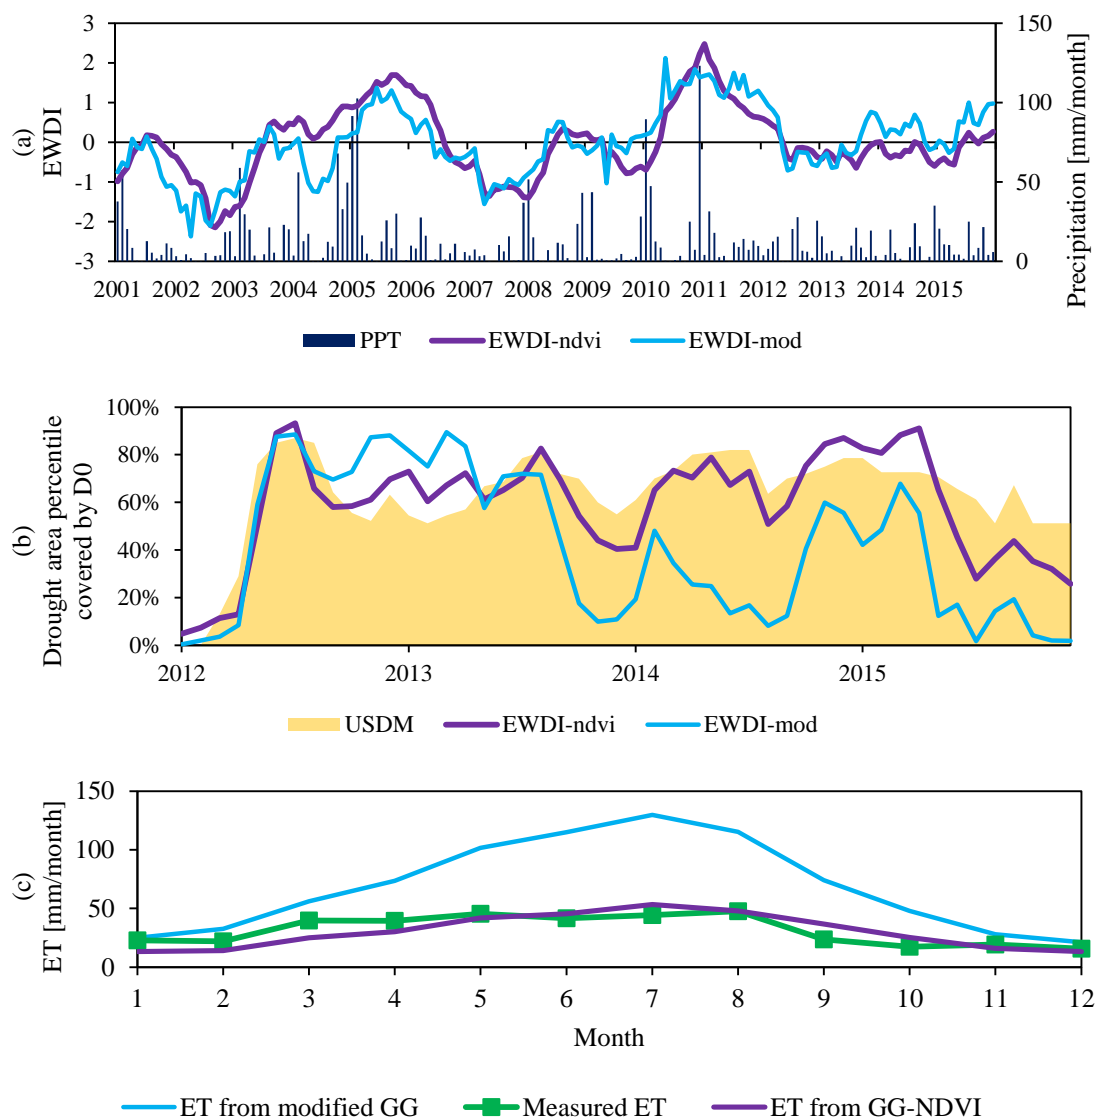 (a)
EWDI
3
2
1
0
-1
-2
-3
150
100
50
0
Precipitation [mm/month]
2001 2002 2003 2004 2005 2006 2007 2008 2009 2010 2011 2012 2013 2014 2015
PPT EWDI-ndvi EWDI-mod
(b)
Drought area percentile
covered by D0
100%
80%
60%
40%
20%
0%
2012 2013 2014 2015
USDM EWDI-ndvi EWDI-mod
(c)
ET [mm/month]
150
100
50
0
1 2 3 4 5 6 7 8 9 10 11 12
Month
ET from modified GG Measured ET ET from GG-NDVI